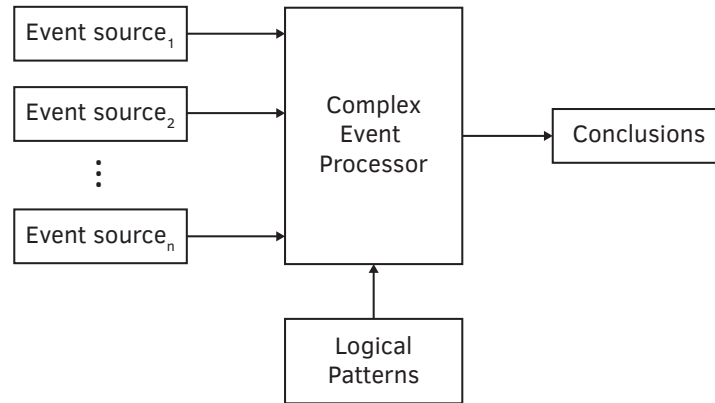 Event source₁
Event source₂
⋮
Event sourceₙ
Complex
Event
Processor
Conclusions
Logical
Patterns